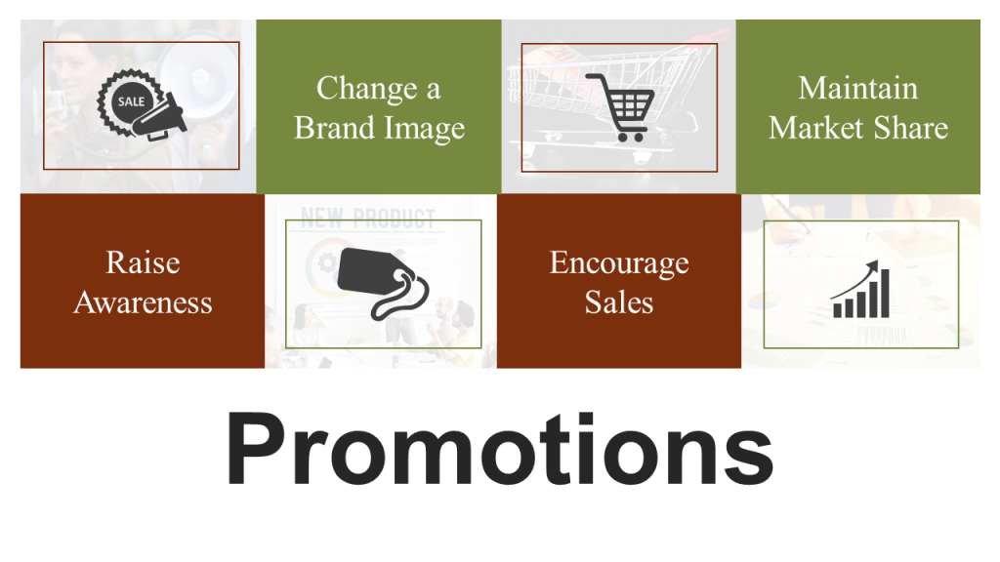 SALE
Change a
Brand Image
Maintain
Market Share
Raise
Awareness
NEW PRODUCT
Encourage
Sales
Promotions